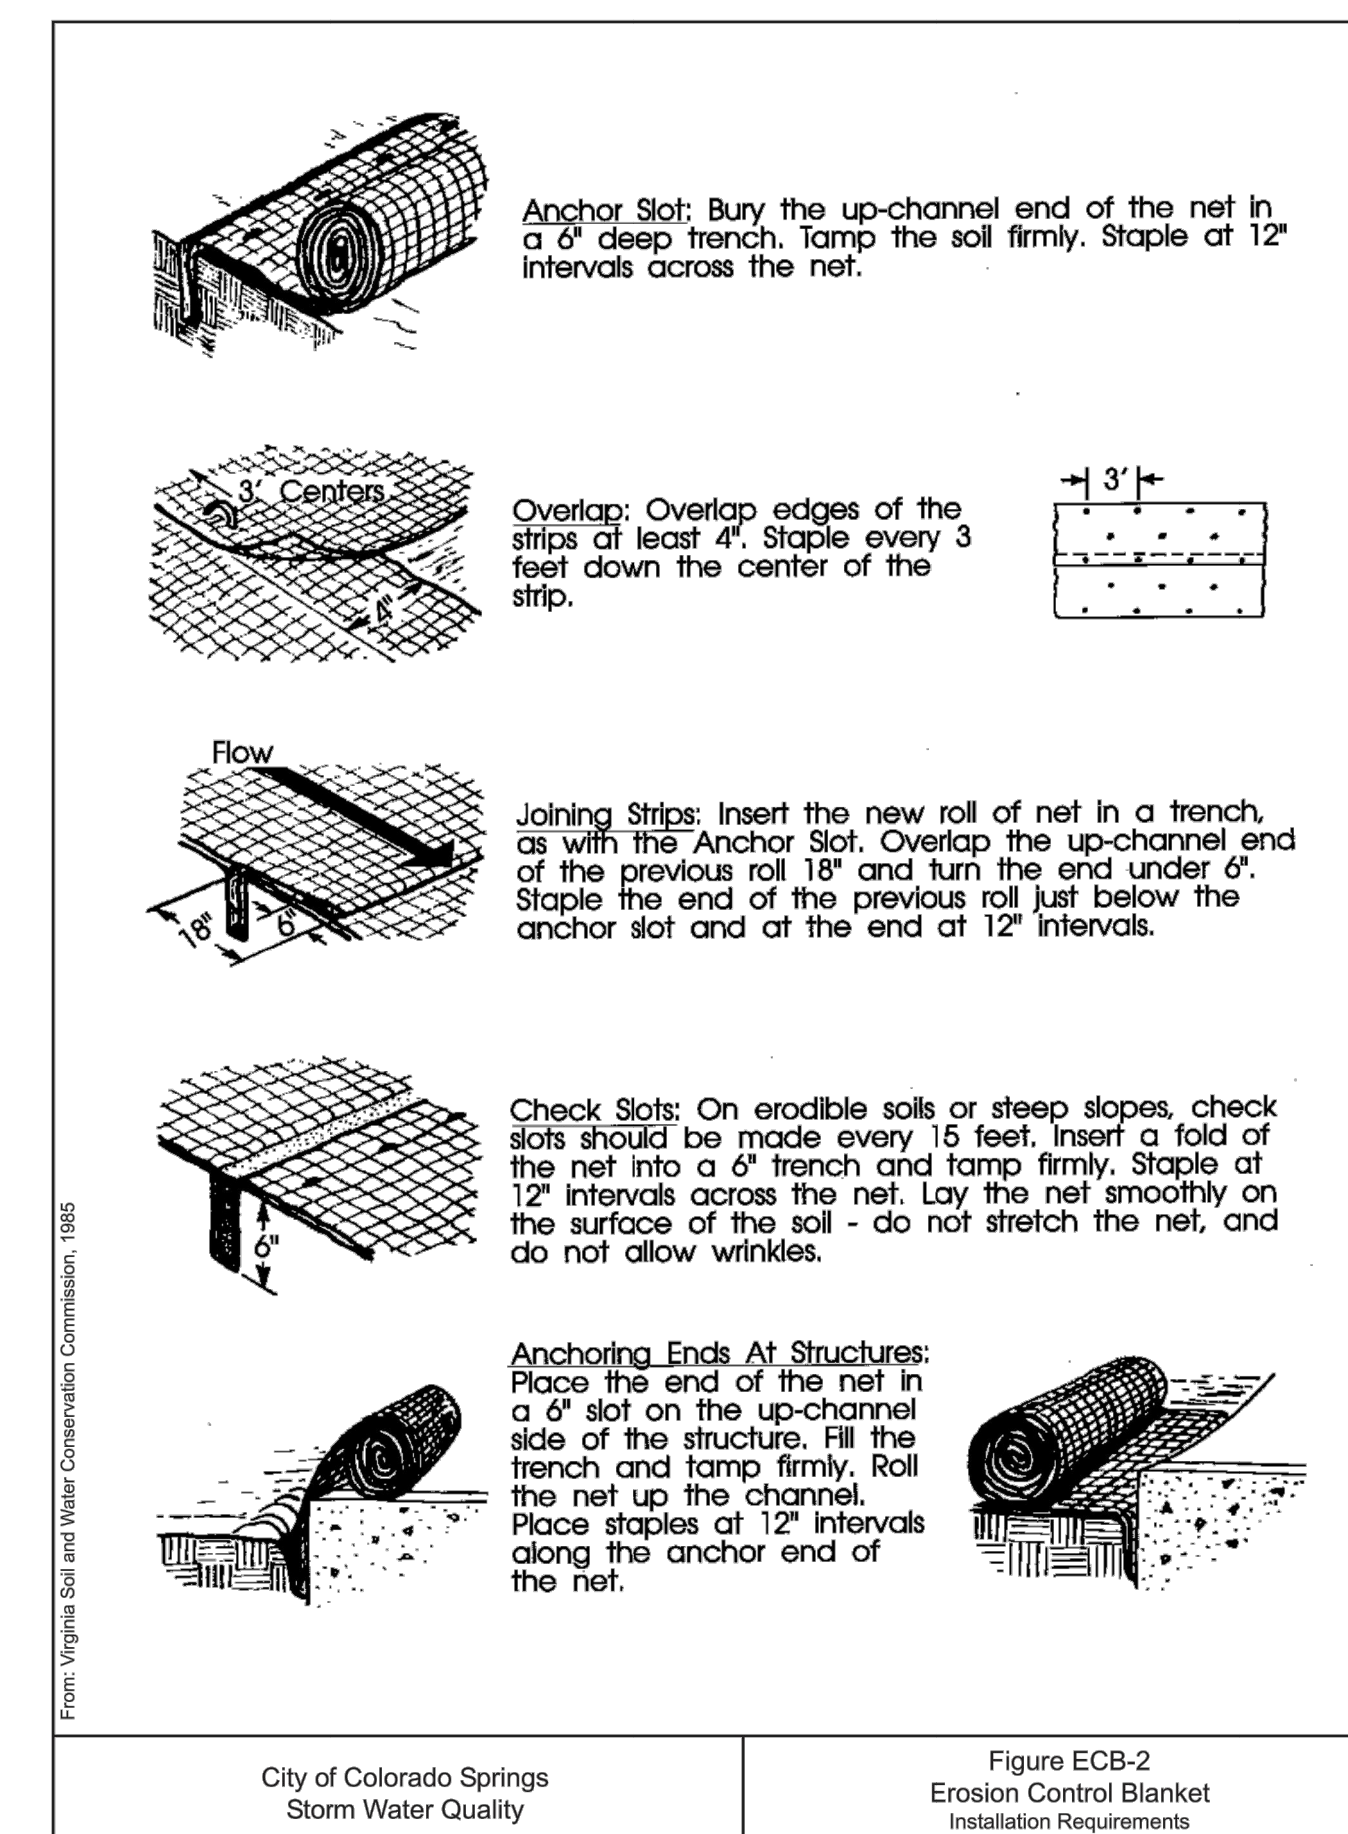 Anchor Slot: Bury the up-channel end of the net in
a 6" deep trench. Tamp the soil firmly. Staple at 12"
intervals across the net.
3' Centers
4"
Overlap: Overlap edges of the
strips at least 4". Staple every 3
feet down the center of the
strip.
3'
Flow
18"
6"
Joining Strips: Insert the new roll of net in a trench,
as with the Anchor Slot. Overlap the up-channel end
of the previous roll 18" and turn the end under 6".
Staple the end of the previous roll just below the
anchor slot and at the end at 12" intervals.
6"
Check Slots: On erodible soils or steep slopes, check
slots should be made every 15 feet. Insert a fold of
the net into a 6" trench and tamp firmly. Staple at
12" intervals across the net. Lay the net smoothly on
the surface of the soil - do not stretch the net, and
do not allow wrinkles.
Anchoring Ends At Structures:
Place the end of the net in
a 6" slot on the up-channel
side of the structure. Fill the
trench and tamp firmly. Roll
the net up the channel.
Place staples at 12" intervals
along the anchor end of
the net.
From: Virginia Soil and Water Conservation Commission, 1985
City of Colorado Springs
Storm Water Quality
Figure ECB-2
Erosion Control Blanket
Installation Requirements